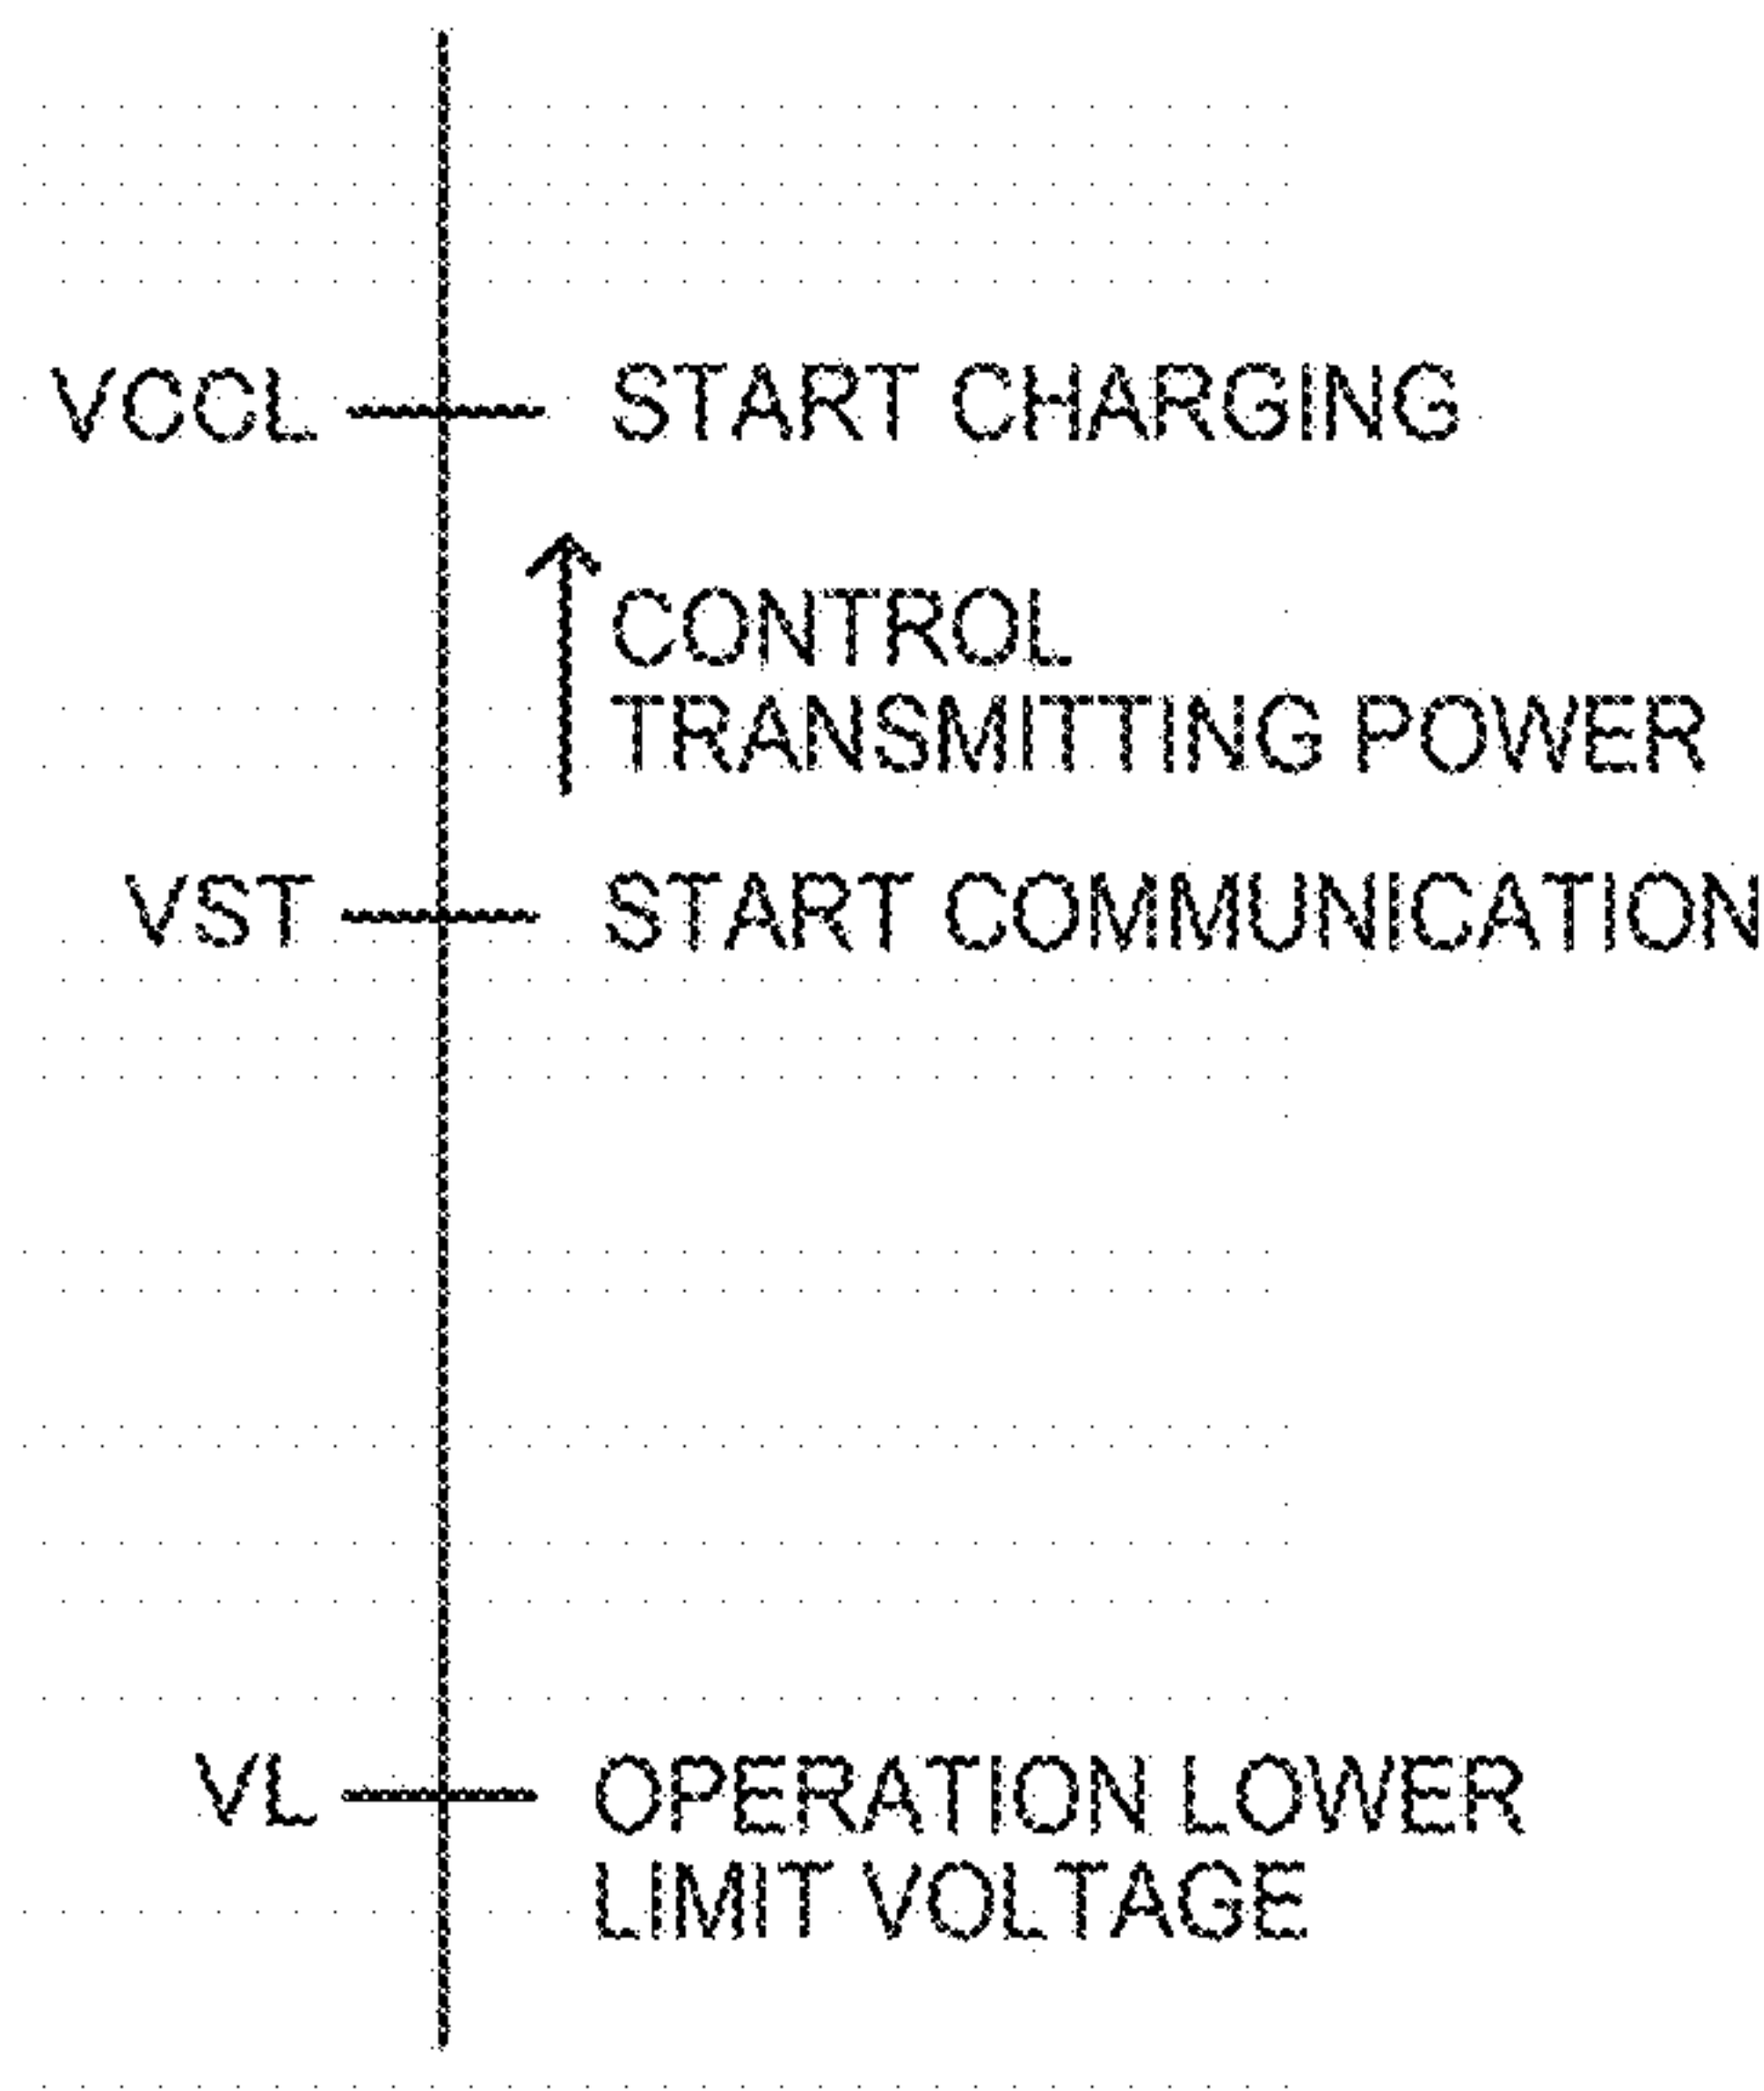 VCCL START CHARGING
CONTROL
TRANSMITTING POWER
VST START COMMUNICATION
VL OPERATION LOWER
LIMIT VOLTAGE